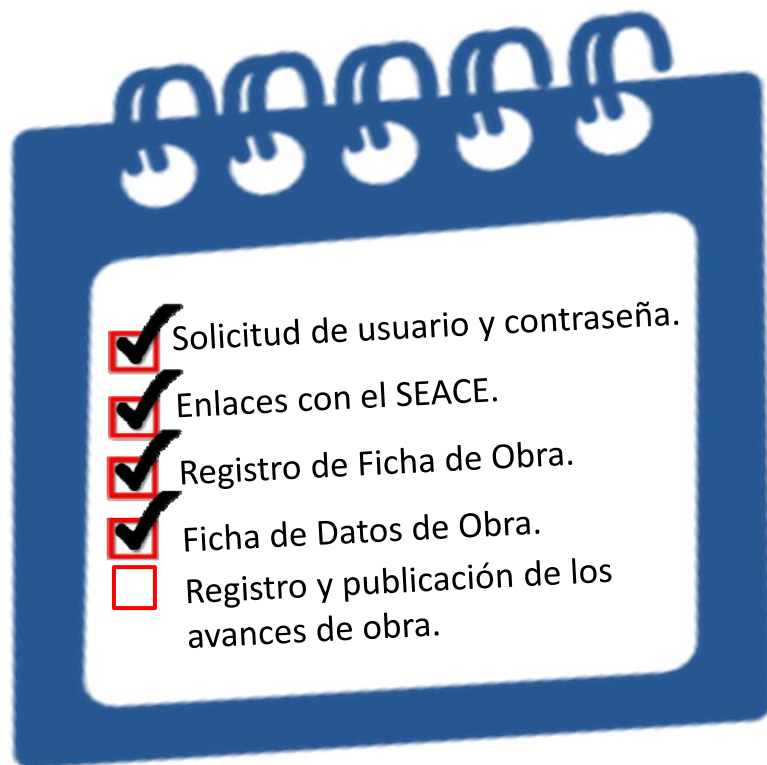 Solicitud de usuario y contraseña.
Enlaces con el SEACE.
Registro de Ficha de Obra.
Ficha de Datos de Obra.
Registro y publicación de los
avances de obra.